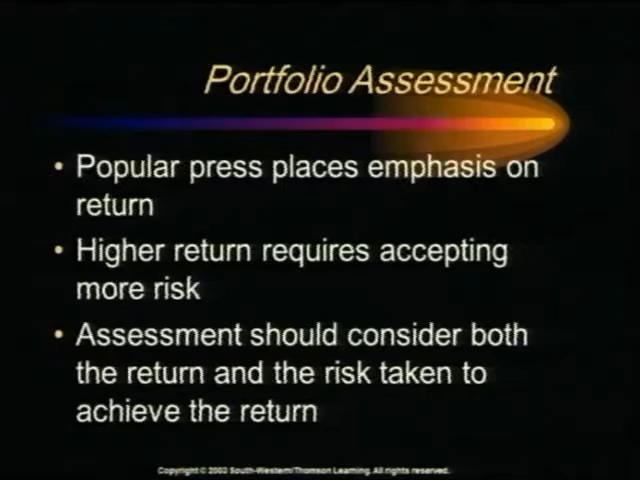 Portfolio Assessment
• Popular press places emphasis on
return
• Higher return requires accepting
more risk
• Assessment should consider both
the return and the risk taken to
achieve the return
Copyright © 2002 South-Western/Thomson Learning. All rights reserved.